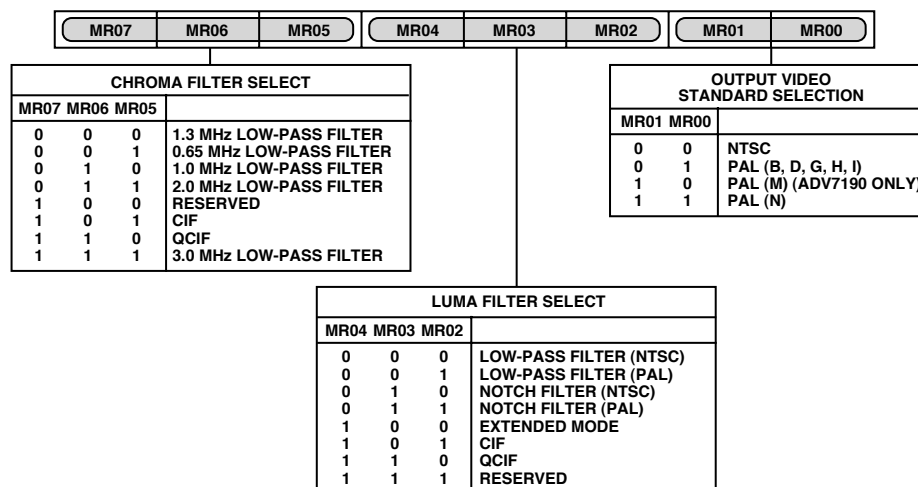 MR07 MR06 MR05 MR04 MR03 MR02 MR01 MR00
CHROMA FILTER SELECT
MR07 MR06 MR05
0 0 0 1.3 MHz LOW-PASS FILTER
0 0 1 0.65 MHz LOW-PASS FILTER
0 1 0 1.0 MHz LOW-PASS FILTER
0 1 1 2.0 MHz LOW-PASS FILTER
1 0 0 RESERVED
1 0 1 CIF
1 1 0 QCIF
1 1 1 3.0 MHz LOW-PASS FILTER
OUTPUT VIDEO
STANDARD SELECTION
MR01 MR00
0 0 NTSC
0 1 PAL (B, D, G, H, I)
1 0 PAL (M) (ADV7190 ONLY)
1 1 PAL (N)
LUMA FILTER SELECT
MR04 MR03 MR02
0 0 0 LOW-PASS FILTER (NTSC)
0 0 1 LOW-PASS FILTER (PAL)
0 1 0 NOTCH FILTER (NTSC)
0 1 1 NOTCH FILTER (PAL)
1 0 0 EXTENDED MODE
1 0 1 CIF
1 1 0 QCIF
1 1 1 RESERVED